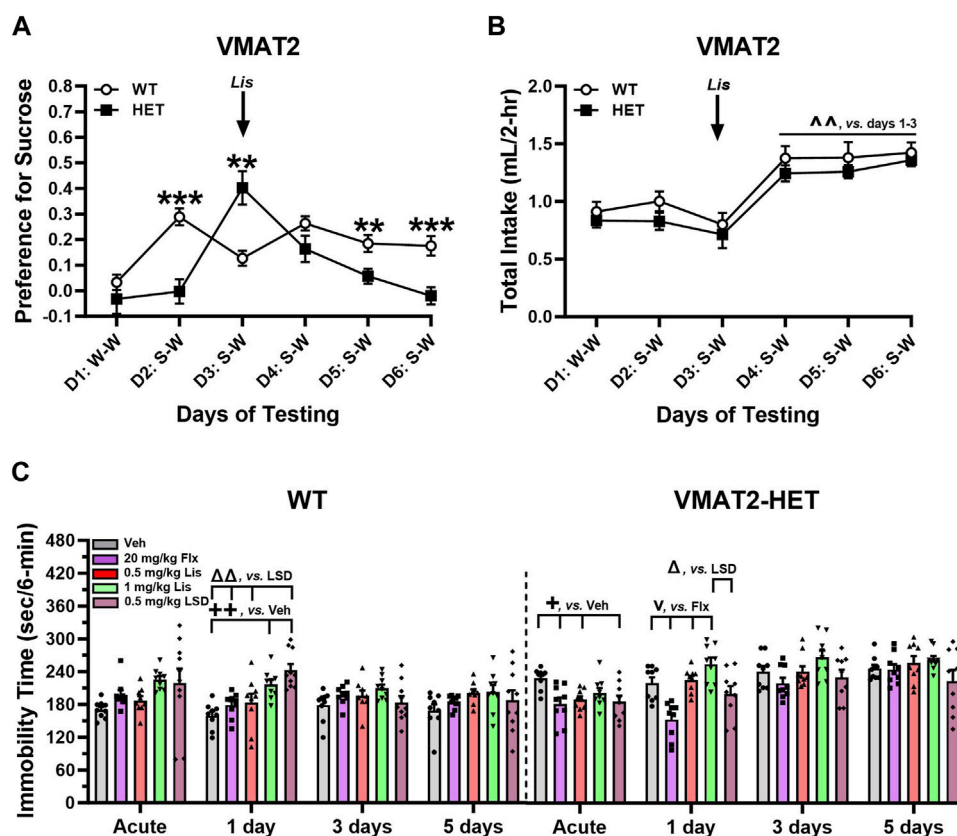 A
VMAT2
Preference for Sucrose
0.8
0.7
0.6
0.5
0.4
0.3
0.2
0.1
0.0
-0.1
WT
HET
Lis
***
**
**
***
D1: W-W
D2: S-W
D3: S-W
D4: S-W
D5: S-W
D6: S-W
Days of Testing
B
VMAT2
Total Intake (mL/2-hr)
2.0
1.5
1.0
0.5
0.0
WT
HET
Lis
^^, vs. days 1-3
D1: W-W
D2: S-W
D3: S-W
D4: S-W
D5: S-W
D6: S-W
Days of Testing
C
WT
VMAT2-HET
Immobility Time (sec/6-min)
480
420
360
300
240
180
120
60
0
Veh
20 mg/kg Flx
0.5 mg/kg Lis
1 mg/kg Lis
0.5 mg/kg LSD
ΔΔ, vs. LSD
++, vs. Veh
+, vs. Veh
Δ, vs. LSD
v, vs. Flx
Acute
1 day
3 days
5 days
Acute
1 day
3 days
5 days